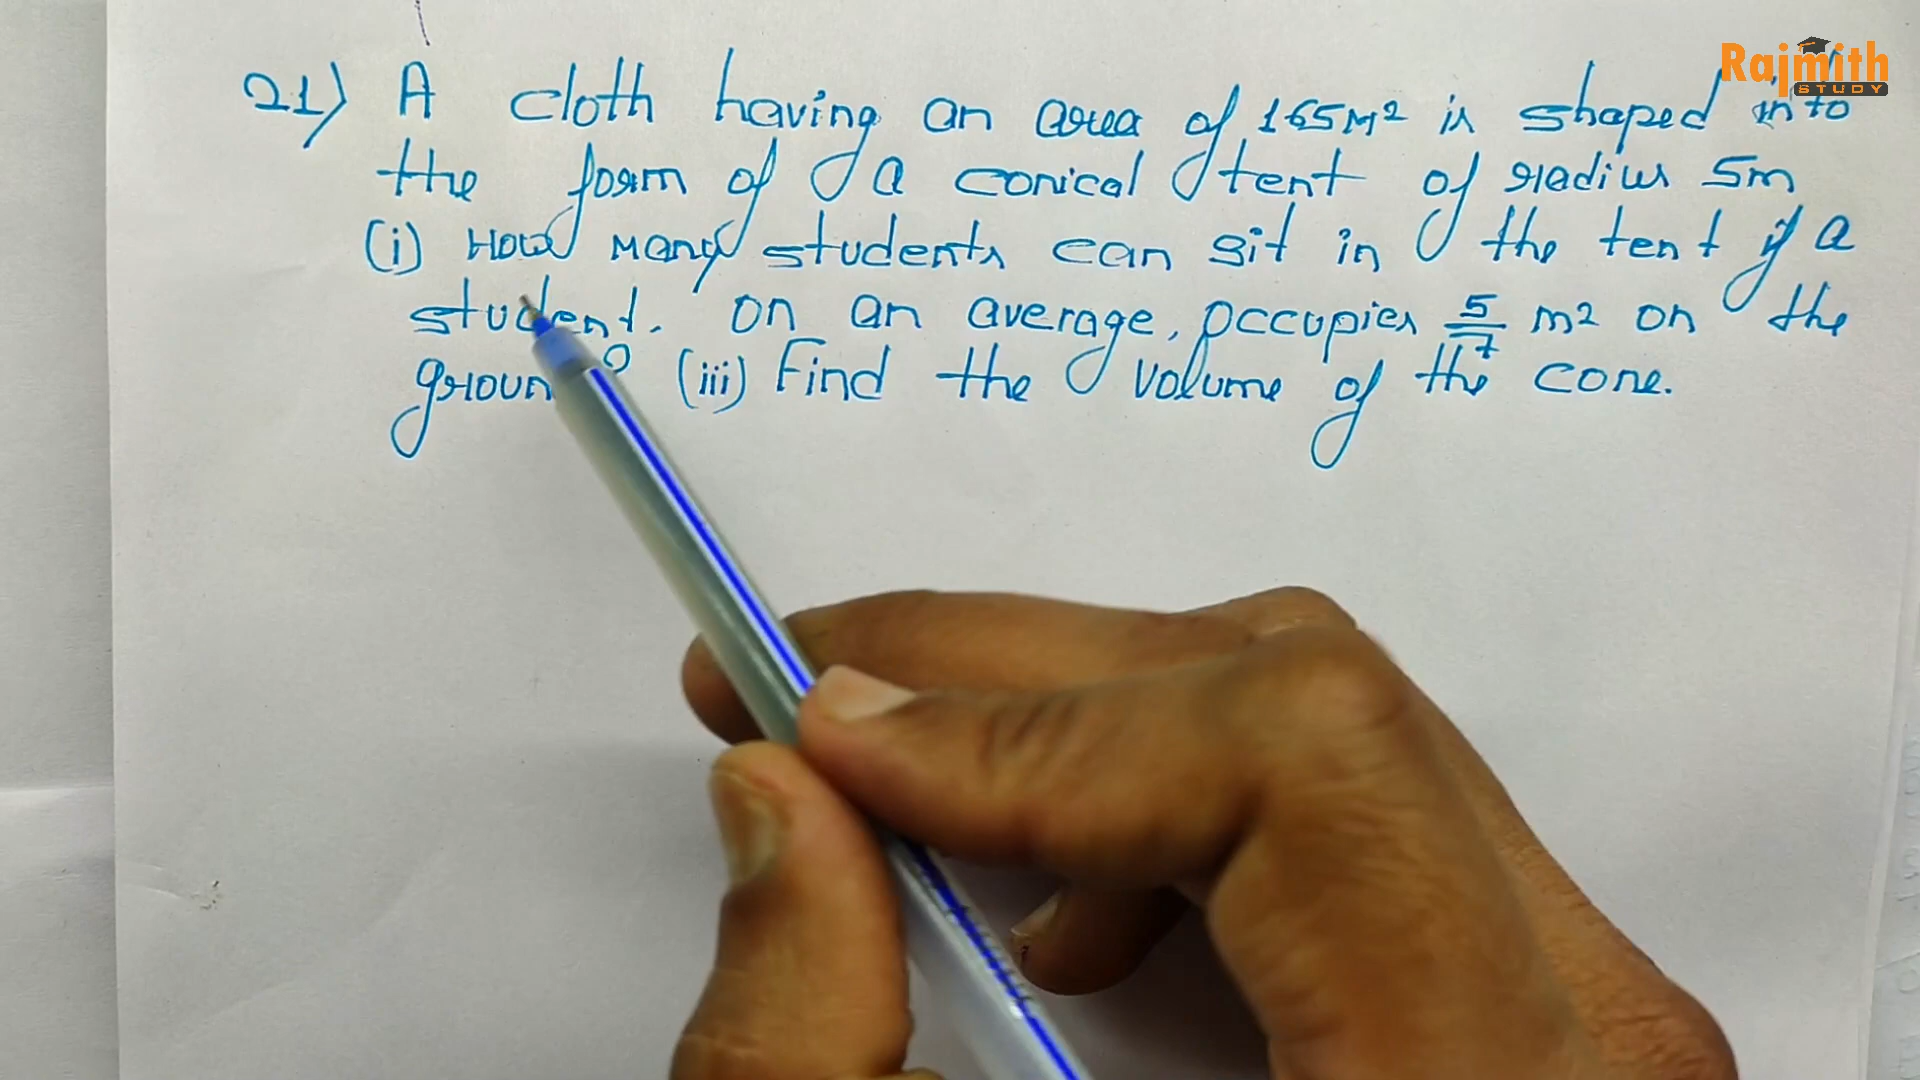 Rajmith
STUDY
21) A cloth having an area of 165M² is shaped into
the form of a conical tent of radius 5m
(i) How many students can sit in the tent if a
student. on an average, occupies 5/7 m² on the
groun ? (iii) Find the volume of the cone.